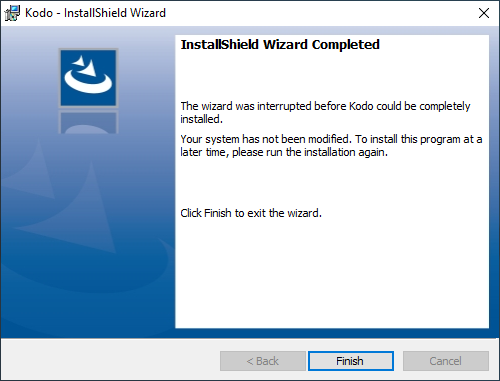 Kodo - InstallShield Wizard
InstallShield Wizard Completed
The wizard was interrupted before Kodo could be completely
installed.
Your system has not been modified. To install this program at a
later time, please run the installation again.
Click Finish to exit the wizard.
< Back
Finish
Cancel